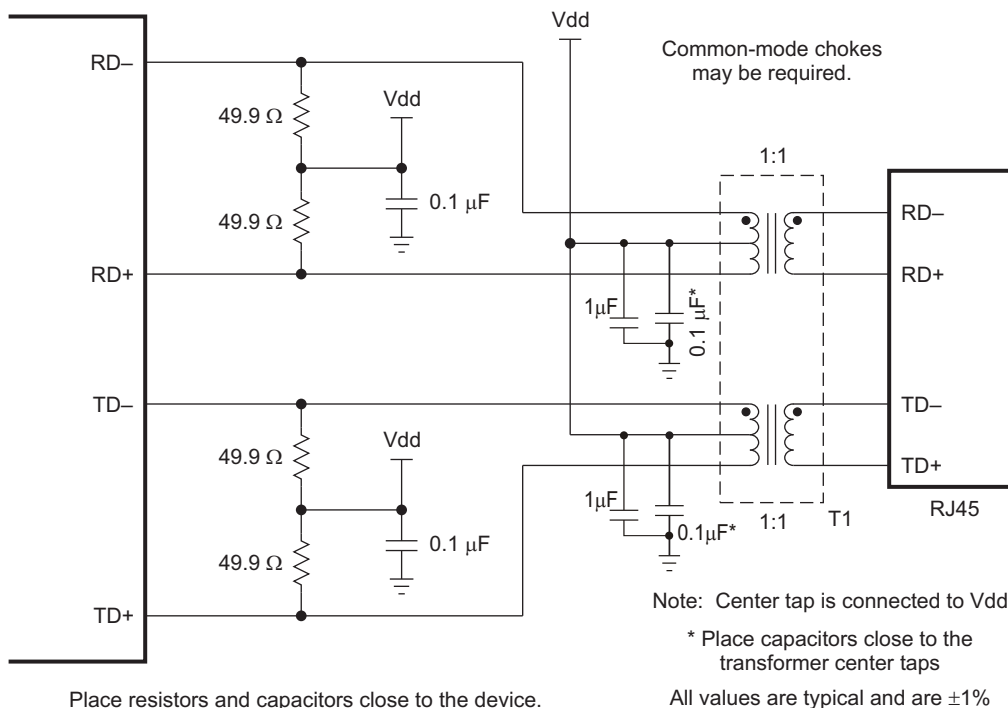 Vdd
Common-mode chokes
may be required.
RD–
49.9 Ω
Vdd
0.1 μF
49.9 Ω
RD+
1:1
RD–
RD+
1μF
0.1 μF*
TD–
49.9 Ω
Vdd
0.1 μF
49.9 Ω
TD+
TD–
TD+
1μF
0.1μF*
1:1
T1
RJ45
Note: Center tap is connected to Vdd
* Place capacitors close to the
transformer center taps
Place resistors and capacitors close to the device.
All values are typical and are ±1%